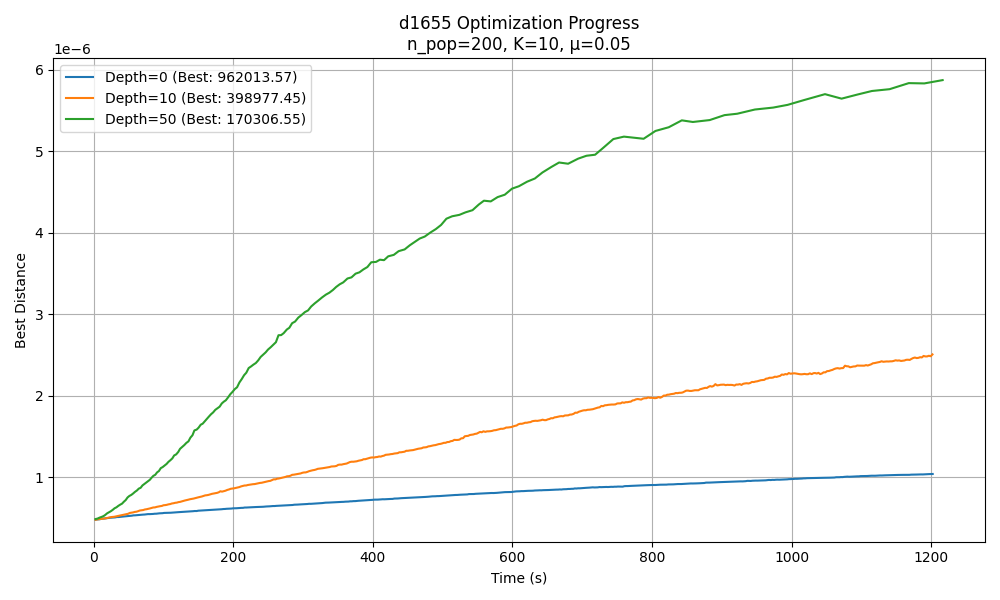 d1655 Optimization Progress
n_pop=200, K=10, μ=0.05
1e−6
Depth=0 (Best: 962013.57)
Depth=10 (Best: 398977.45)
Depth=50 (Best: 170306.55)
6
5
4
3
2
1
Best Distance
0
200
400
600
800
1000
1200
Time (s)